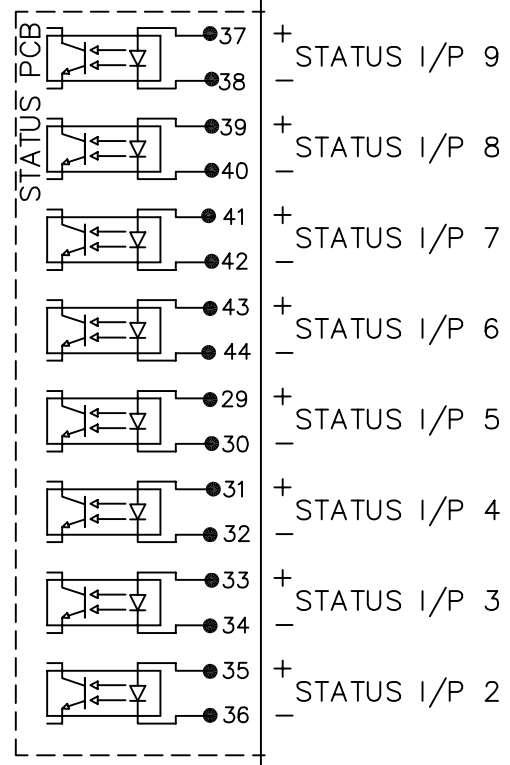 STATUS PCB
37 + STATUS I/P 9
38 −
39 + STATUS I/P 8
40 −
41 + STATUS I/P 7
42 −
43 + STATUS I/P 6
44 −
29 + STATUS I/P 5
30 −
31 + STATUS I/P 4
32 −
33 + STATUS I/P 3
34 −
35 + STATUS I/P 2
36 −